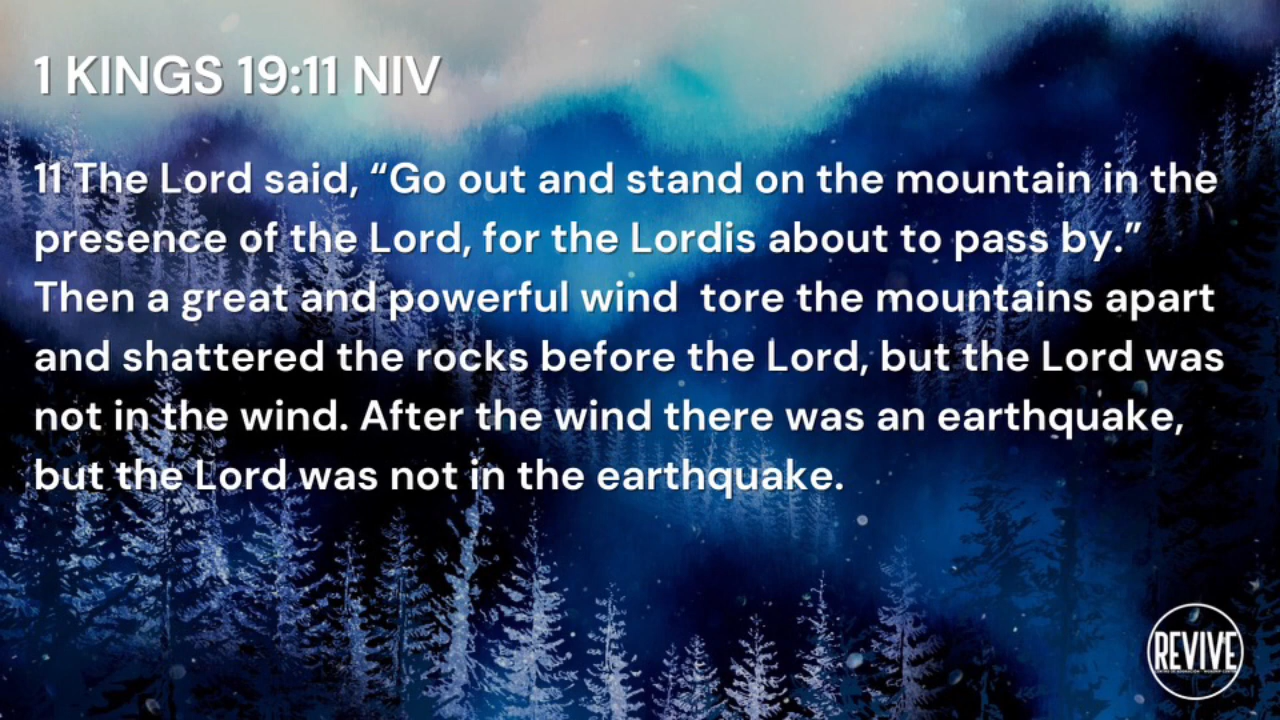 1 KINGS 19:11 NIV
11 The Lord said, “Go out and stand on the mountain in the
presence of the Lord, for the Lordis about to pass by.”
Then a great and powerful wind  tore the mountains apart
and shattered the rocks before the Lord, but the Lord was
not in the wind. After the wind there was an earthquake,
but the Lord was not in the earthquake.
REVIVE